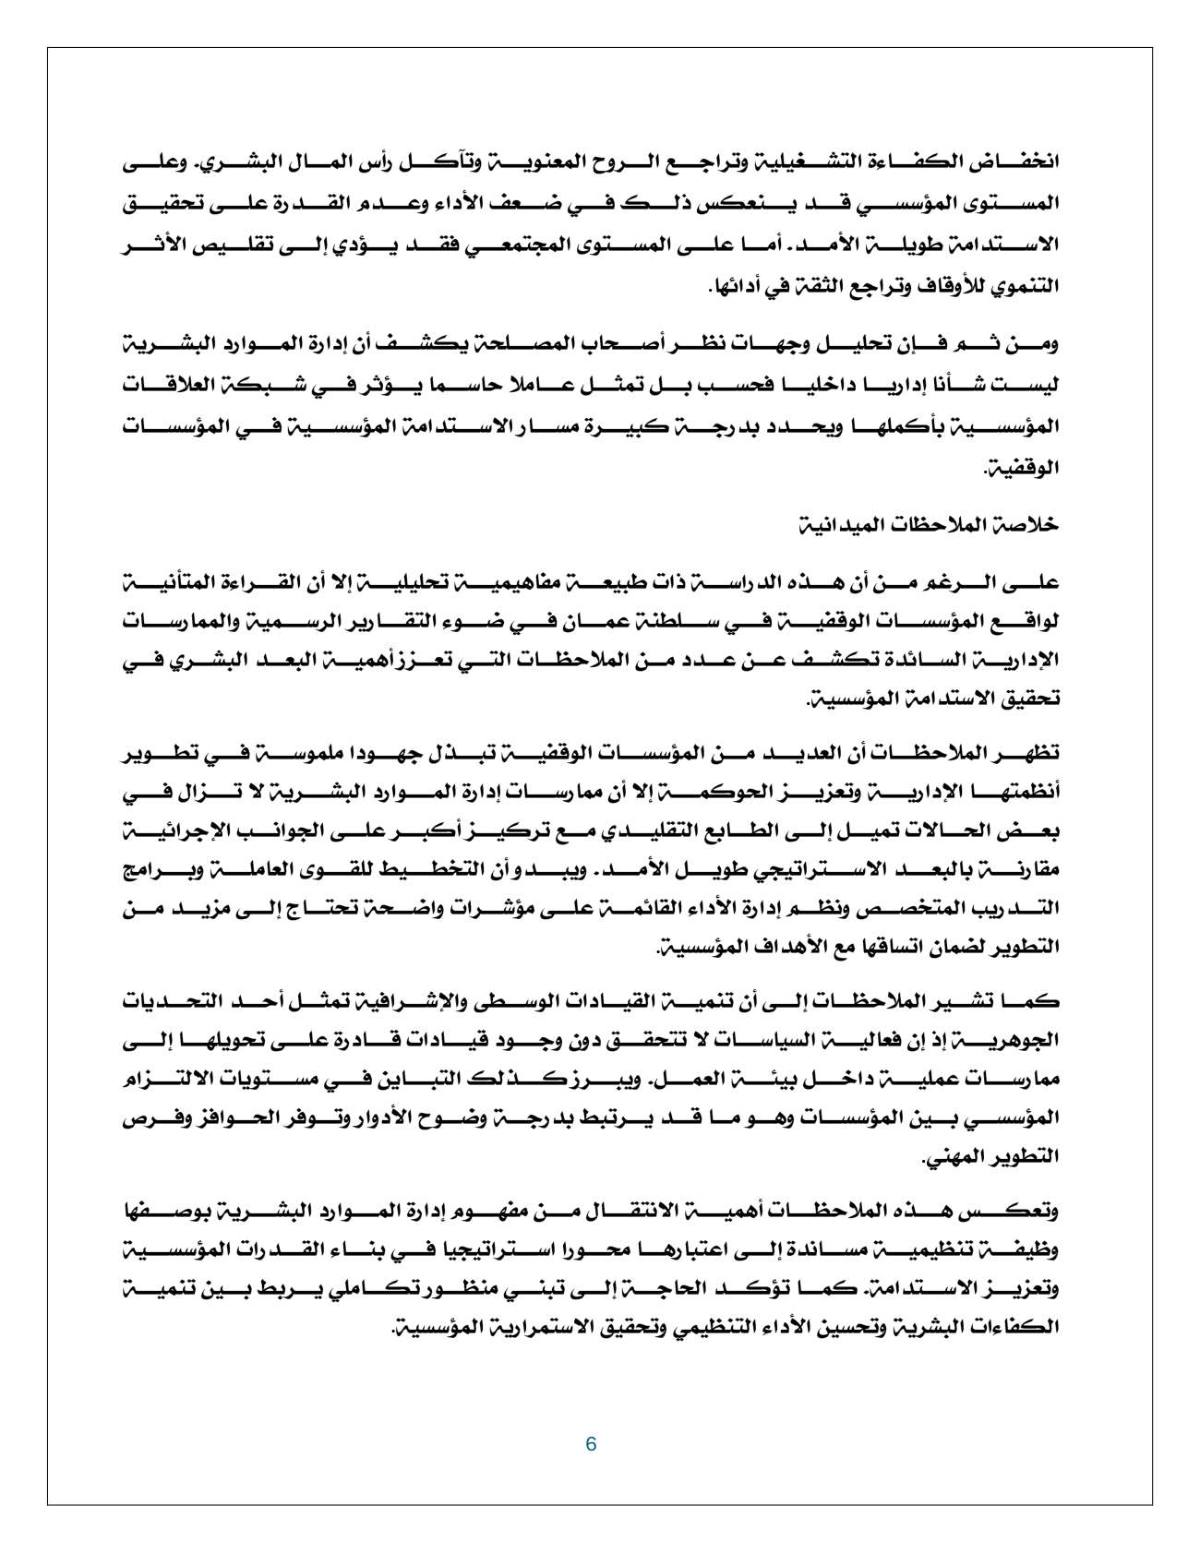 انخفاض الكفاءة التشغيلية وتراجع الروح المعنوية وتآكل رأس المال البشري. وعلى
المستوى المؤسسي قد ينعكس ذلك في ضعف الأداء وعدم القدرة على تحقيق
الاستدامة طويلة الأمد. أما على المستوى المجتمعي فقد يؤدي إلى تقليص الأثر
التنموي للأوقاف وتراجع الثقة في أدائها.
ومن ثم فإن تحليل وجهات نظر أصحاب المصلحة يكشف أن إدارة الموارد البشرية
ليست شأنا إداريا داخليا فحسب بل تمثل عاملا حاسما يؤثر في شبكة العلاقات
المؤسسية بأكملها ويحدد بدرجة كبيرة مسار الاستدامة المؤسسية في المؤسسات
الوقفية.
خلاصة الملاحظات الميدانية
على الرغم من أن هذه الدراسة ذات طبيعة مفاهيمية تحليلية إلا أن القراءة المتأنية
لواقع المؤسسات الوقفية في سلطنة عمان في ضوء التقارير الرسمية والممارسات
الإدارية السائدة تكشف عن عدد من الملاحظات التي تعزز أهمية البعد البشري في
تحقيق الاستدامة المؤسسية.
تظهر الملاحظات أن العديد من المؤسسات الوقفية تبذل جهودا ملموسة في تطوير
أنظمتها الإدارية وتعزيز الحوكمة إلا أن ممارسات إدارة الموارد البشرية لا تزال في
بعض الحالات تميل إلى الطابع التقليدي مع تركيز أكبر على الجوانب الإجرائية
مقارنة بالبعد الاستراتيجي طويل الأمد. ويبدو أن التخطيط للقوى العاملة وبرامج
التدريب المتخصص ونظم إدارة الأداء القائمة على مؤشرات واضحة تحتاج إلى مزيد من
التطوير لضمان اتساقها مع الأهداف المؤسسية.
كما تشير الملاحظات إلى أن تنمية القيادات الوسطى والإشرافية تمثل أحد التحديات
الجوهرية إذ إن فعالية السياسات لا تتحقق دون وجود قيادات قادرة على تحويلها إلى
ممارسات عملية داخل بيئة العمل. ويبرز كذلك التباين في مستويات الالتزام
المؤسسي بين المؤسسات وهو ما قد يرتبط بدرجة وضوح الأدوار وتوفر الحوافز وفرص
التطوير المهني.
وتعكس هذه الملاحظات أهمية الانتقال من مفهوم إدارة الموارد البشرية بوصفها
وظيفة تنظيمية مساندة إلى اعتبارها محورا استراتيجيا في بناء القدرات المؤسسية
وتعزيز الاستدامة. كما تؤكد الحاجة إلى تبني منظور تكاملي يربط بين تنمية
الكفاءات البشرية وتحسين الأداء التنظيمي وتحقيق الاستمرارية المؤسسية.
6